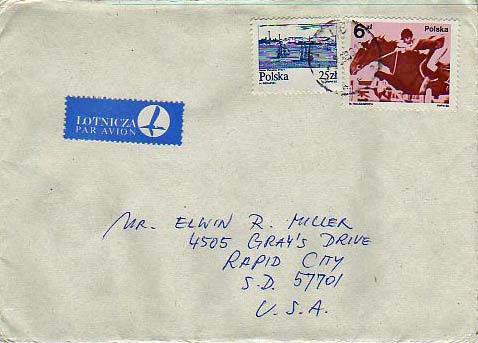 6zł Polska
Polska 25zł
LOTNICZA
PAR AVION
MR. ELWIN R. MILLER
4505 GRAY'S DRIVE
RAPID CITY
S.D. 57701
U.S.A.